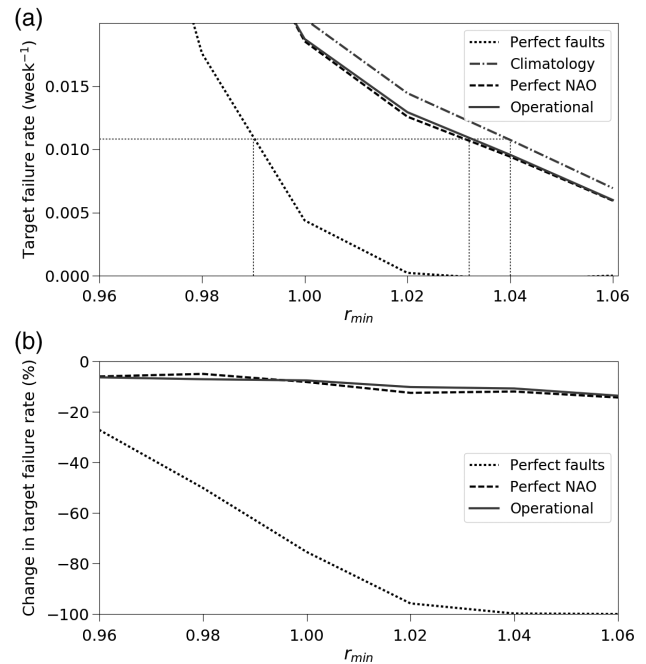 (a)
Target failure rate (week⁻¹)
0.015
0.010
0.005
0.000
0.96 0.98 1.00 1.02 1.04 1.06
r_min
Perfect faults
Climatology
Perfect NAO
Operational
(b)
Change in target failure rate (%)
0
−20
−40
−60
−80
−100
0.96 0.98 1.00 1.02 1.04 1.06
r_min
Perfect faults
Perfect NAO
Operational